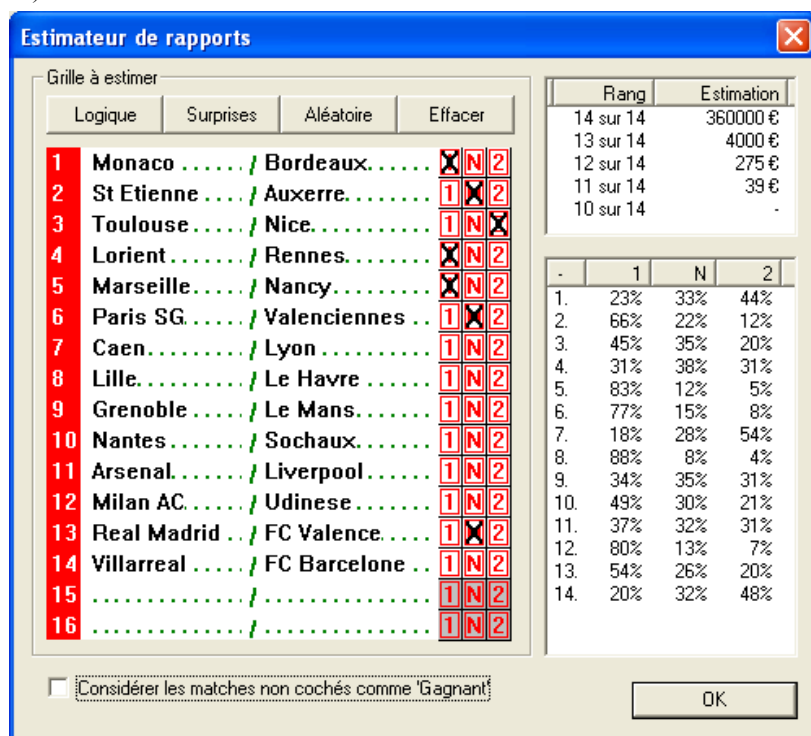 Estimateur de rapports
Grille à estimer
Logique Surprises Aléatoire Effacer
1 Monaco ...... / Bordeaux...... X N 2
2 St Etienne .... / Auxerre........ 1 X 2
3 Toulouse ..... / Nice............ 1 N X
4 Lorient........ / Rennes........ X N 2
5 Marseille..... / Nancy.......... X N 2
6 Paris SG...... / Valenciennes .. 1 X 2
7 Caen.......... / Lyon ........... 1 N 2
8 Lille........... / Le Havre ...... 1 N 2
9 Grenoble ..... / Le Mans....... 1 N 2
10 Nantes....... / Sochaux....... 1 N 2
11 Arsenal....... / Liverpool...... 1 N 2
12 Milan AC...... / Udinese ....... 1 N 2
13 Real Madrid .. / FC Valence..... 1 X 2
14 Villarreal ..... / FC Barcelone .. 1 N 2
15 .............. / ................ 1 N 2
16 .............. / ................ 1 N 2
Considérer les matches non cochés comme 'Gagnant'
Rang Estimation
14 sur 14 360000 €
13 sur 14 4000 €
12 sur 14 275 €
11 sur 14 39 €
10 sur 14 -
- 1 N 2
1. 23% 33% 44%
2. 66% 22% 12%
3. 45% 35% 20%
4. 31% 38% 31%
5. 83% 12% 5%
6. 77% 15% 8%
7. 18% 28% 54%
8. 88% 8% 4%
9. 34% 35% 31%
10. 49% 30% 21%
11. 37% 32% 31%
12. 80% 13% 7%
13. 54% 26% 20%
14. 20% 32% 48%
OK